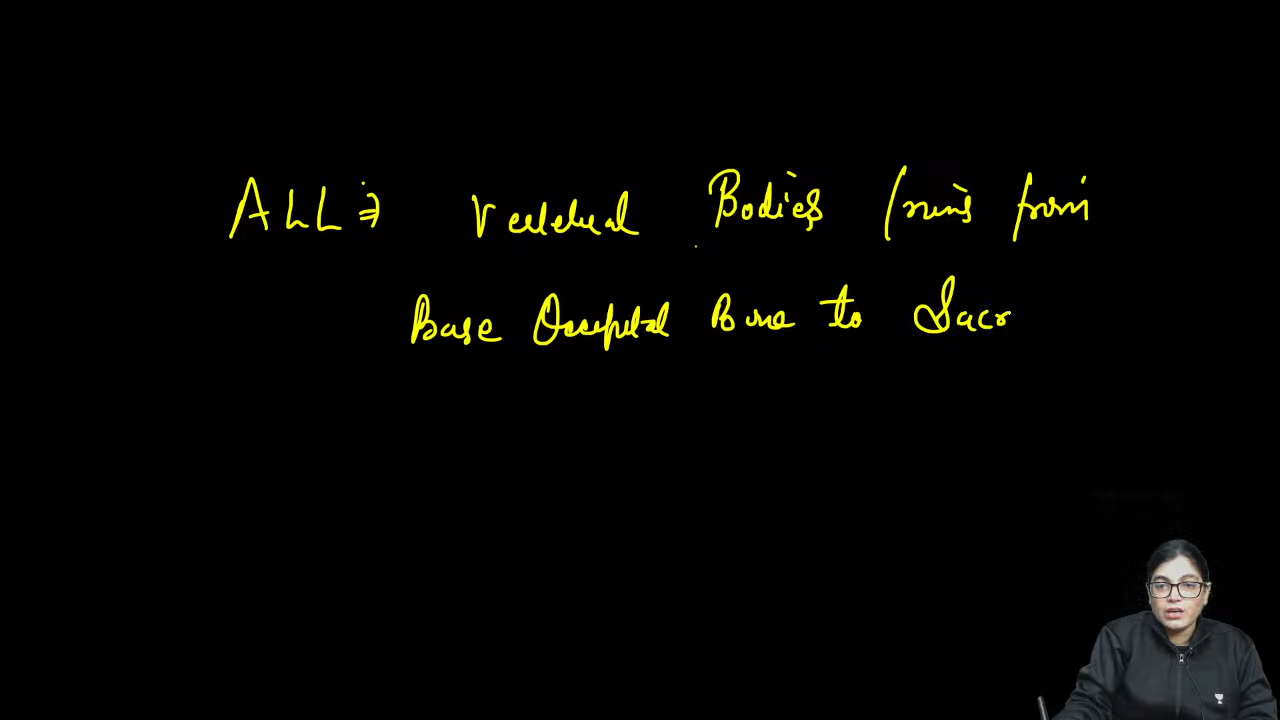 ALL ⇒ Vertebral Bodies (runs from
Base Occipital Bone to Sacr